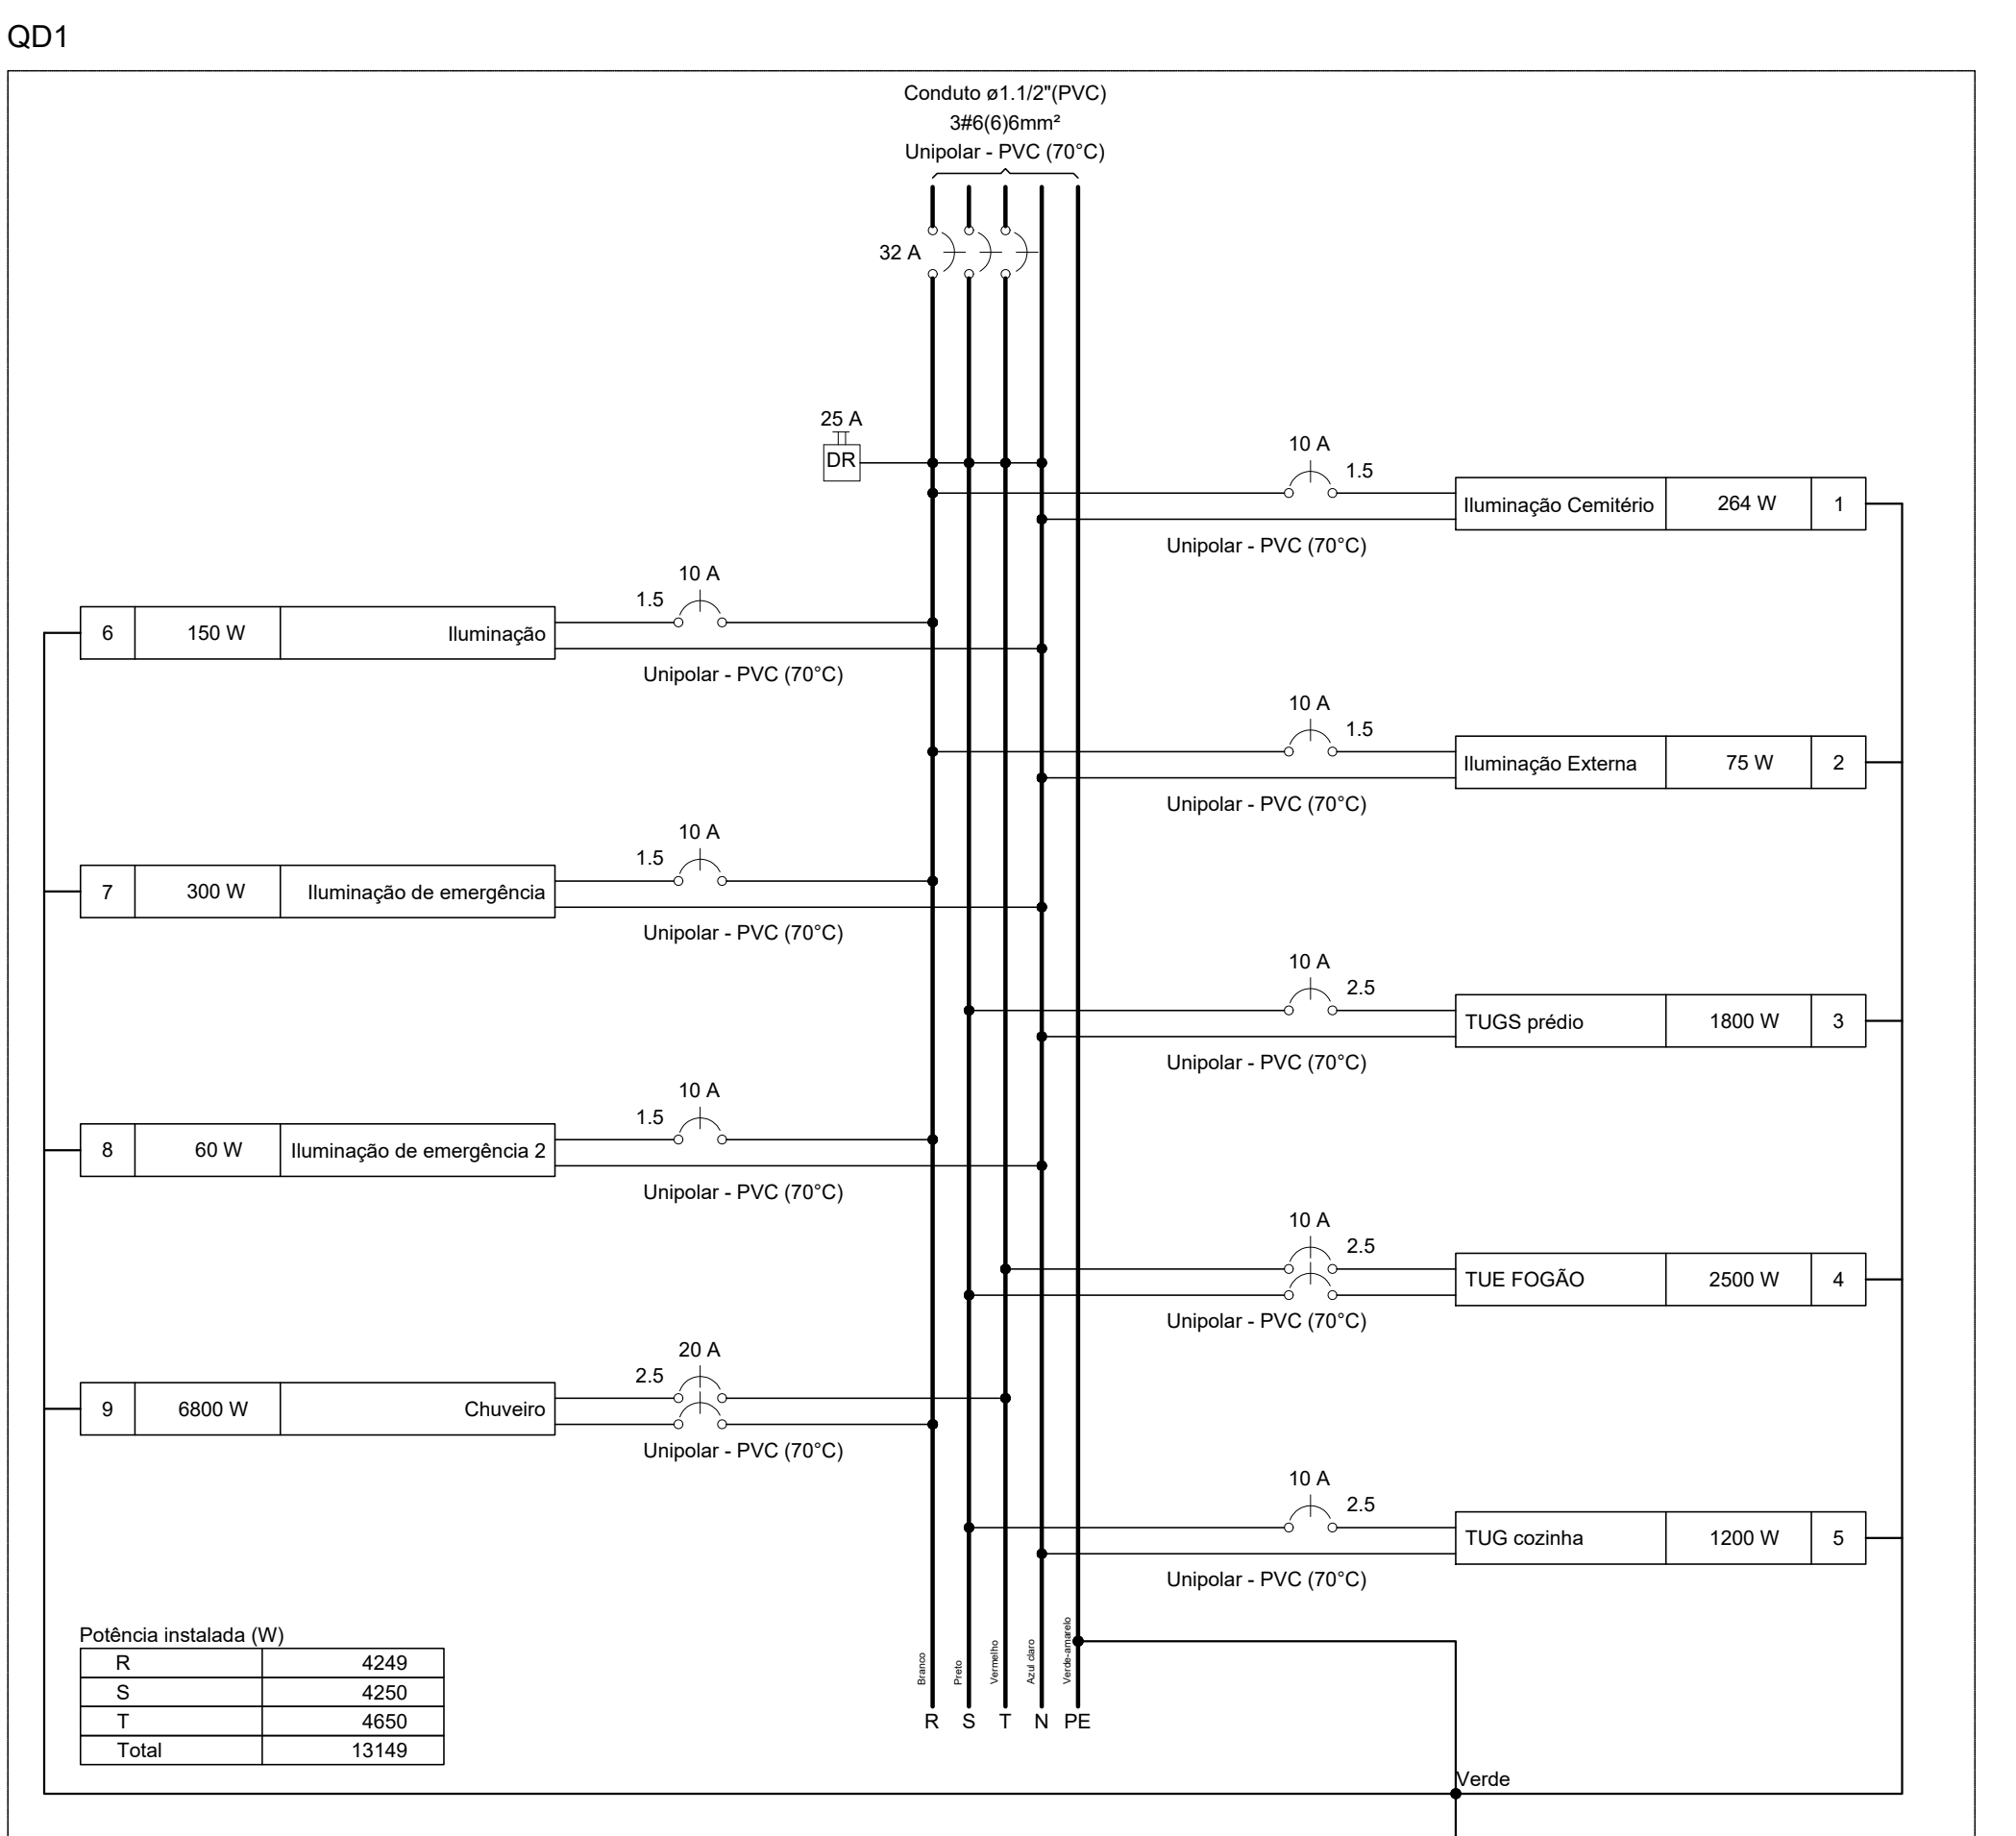 QD1
Conduto ø1.1/2"(PVC)
3#6(6)6mm²
Unipolar - PVC (70°C)
32 A
25 A
DR
10 A
1.5
Iluminação Cemitério 264 W 1
Unipolar - PVC (70°C)
10 A
1.5
6 150 W Iluminação
Unipolar - PVC (70°C)
10 A
1.5
Iluminação Externa 75 W 2
Unipolar - PVC (70°C)
10 A
1.5
7 300 W Iluminação de emergência
Unipolar - PVC (70°C)
10 A
2.5
TUGS prédio 1800 W 3
Unipolar - PVC (70°C)
10 A
1.5
8 60 W Iluminação de emergência 2
Unipolar - PVC (70°C)
10 A
2.5
TUE FOGÃO 2500 W 4
Unipolar - PVC (70°C)
20 A
2.5
9 6800 W Chuveiro
Unipolar - PVC (70°C)
10 A
2.5
TUG cozinha 1200 W 5
Unipolar - PVC (70°C)
Potência instalada (W)
R 4249
S 4250
T 4650
Total 13149
Branco
Preto
Vermelho
Azul claro
Verde-amarelo
R S T N PE
Verde